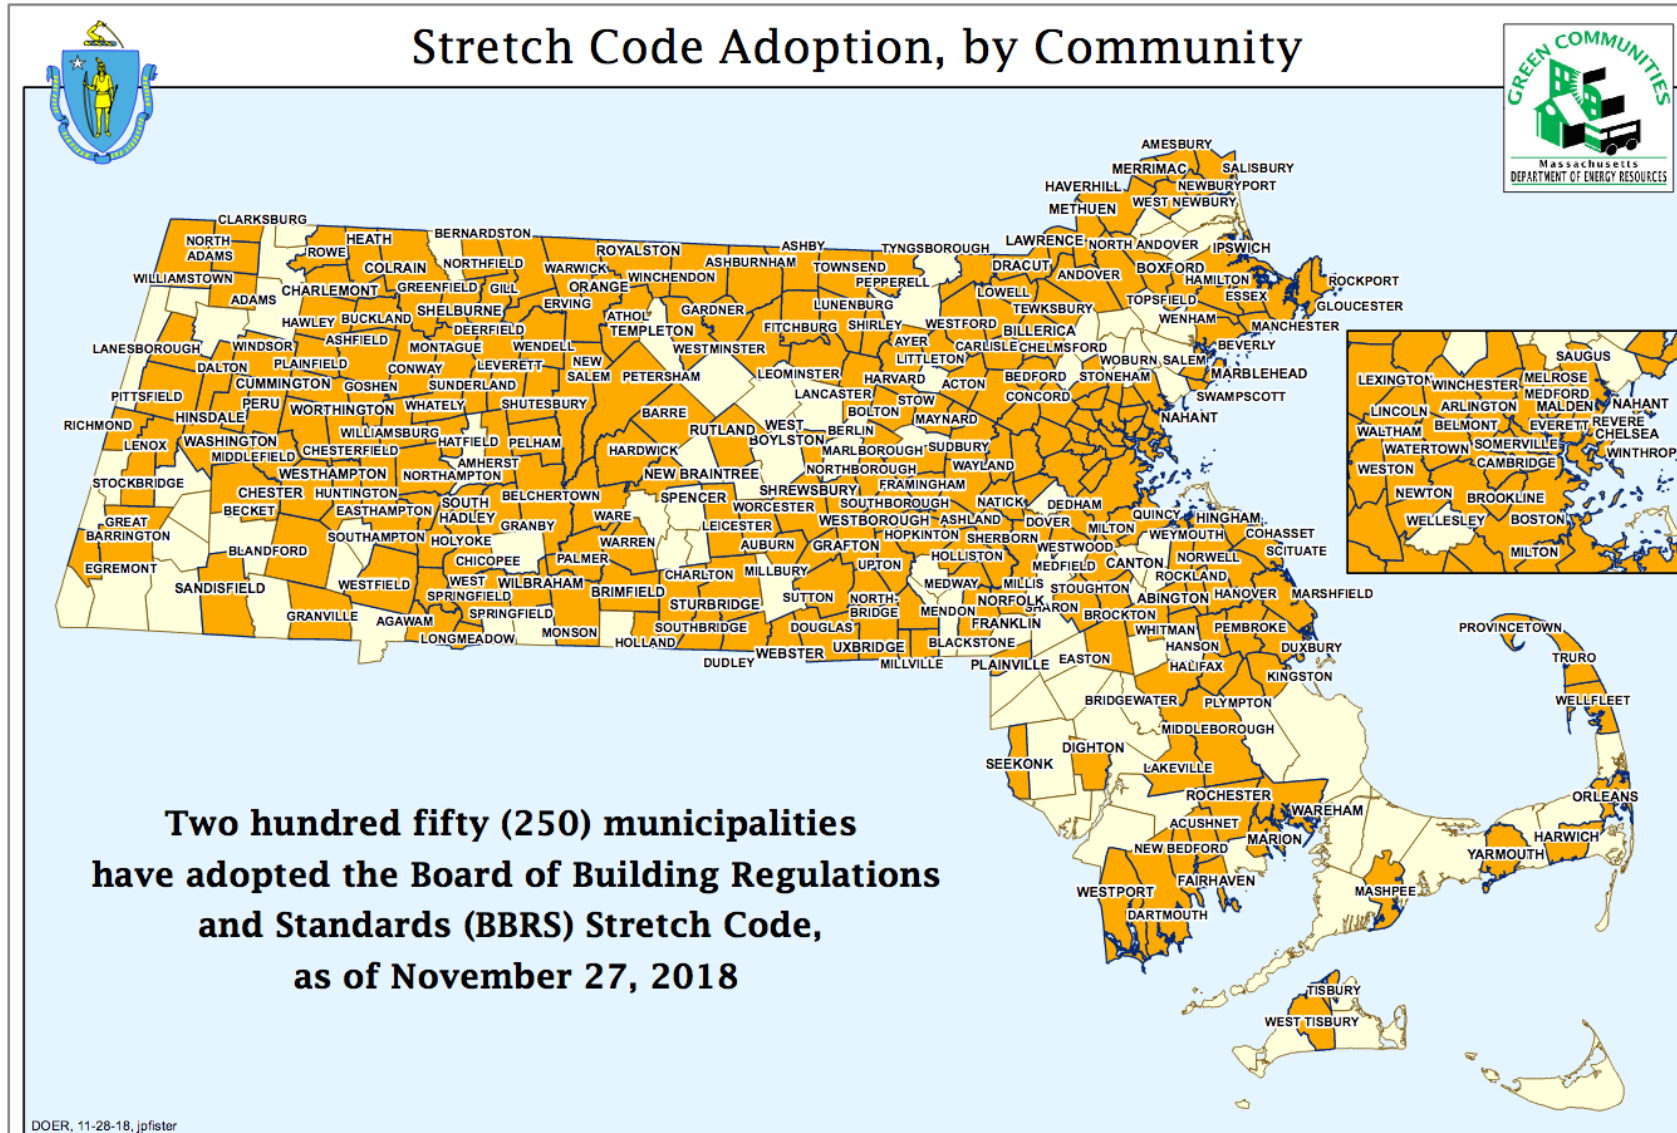 Stretch Code Adoption, by Community
GREEN COMMUNITIES
Massachusetts
DEPARTMENT OF ENERGY RESOURCES
AMESBURY
MERRIMAC
SALISBURY
HAVERHILL
NEWBURYPORT
METHUEN
WEST NEWBURY
CLARKSBURG
BERNARDSTON
NORTH
ADAMS
HEATH
ROWE
ROYALSTON
ASHBY
TYNGSBOROUGH
LAWRENCE
NORTH ANDOVER
IPSWICH
COLRAIN
NORTHFIELD
WARWICK
WINCHENDON
ASHBURNHAM
TOWNSEND
DRACUT
ANDOVER
BOXFORD
WILLIAMSTOWN
CHARLEMONT
GREENFIELD
GILL
ORANGE
PEPPERELL
HAMILTON
ROCKPORT
ADAMS
SHELBURNE
ERVING
ATHOL
GARDNER
LUNENBURG
LOWELL
TEWKSBURY
TOPSFIELD
ESSEX
GLOUCESTER
HAWLEY
BUCKLAND
DEERFIELD
TEMPLETON
FITCHBURG
SHIRLEY
WESTFORD
BILLERICA
WENHAM
MANCHESTER
LANESBOROUGH
WINDSOR
ASHFIELD
MONTAGUE
WENDELL
WESTMINSTER
AYER
CARLISLE
CHELMSFORD
BEVERLY
DALTON
PLAINFIELD
CONWAY
LEVERETT
NEW
SALEM
PETERSHAM
LEOMINSTER
LITTLETON
HARVARD
ACTON
BEDFORD
WOBURN
STONEHAM
SALEM
MARBLEHEAD
PITTSFIELD
PERU
CUMMINGTON
GOSHEN
SUNDERLAND
LANCASTER
STOW
CONCORD
SWAMPSCOTT
RICHMOND
HINSDALE
WORTHINGTON
WHATELY
SHUTESBURY
BARRE
BOLTON
MAYNARD
NAHANT
LENOX
WASHINGTON
WILLIAMSBURG
HATFIELD
PELHAM
RUTLAND
WEST
BOYLSTON
BERLIN
MARLBOROUGH
SUDBURY
MIDDLEFIELD
CHESTERFIELD
HARDWICK
STOCKBRIDGE
WESTHAMPTON
NORTHAMPTON
AMHERST
NEW BRAINTREE
NORTHBOROUGH
WAYLAND
CHESTER
HUNTINGTON
SOUTH
HADLEY
BELCHERTOWN
SPENCER
SHREWSBURY
FRAMINGHAM
BECKET
EASTHAMPTON
GRANBY
WARE
WORCESTER
SOUTHBOROUGH
NATICK
DEDHAM
GREAT
BARRINGTON
SOUTHAMPTON
HOLYOKE
WARREN
LEICESTER
WESTBOROUGH
ASHLAND
DOVER
MILTON
QUINCY
HINGHAM
BLANDFORD
CHICOPEE
PALMER
AUBURN
GRAFTON
HOPKINTON
SHERBORN
WESTWOOD
WEYMOUTH
COHASSET
EGREMONT
SANDISFIELD
WESTFIELD
WEST
SPRINGFIELD
WILBRAHAM
BRIMFIELD
CHARLTON
MILLBURY
UPTON
HOLLISTON
MEDFIELD
CANTON
NORWELL
SCITUATE
GRANVILLE
AGAWAM
SPRINGFIELD
STURBRIDGE
SUTTON
NORTH-
BRIDGE
MEDWAY
MILLIS
STOUGHTON
ROCKLAND
MARSHFIELD
LONGMEADOW
MONSON
HOLLAND
SOUTHBRIDGE
DOUGLAS
MENDON
NORFOLK
SHARON
ABINGTON
HANOVER
DUDLEY
WEBSTER
UXBRIDGE
BLACKSTONE
FRANKLIN
BROCKTON
WHITMAN
PEMBROKE
MILLVILLE
PLAINVILLE
EASTON
HANSON
HALIFAX
DUXBURY
KINGSTON
BRIDGEWATER
PLYMPTON
MIDDLEBOROUGH
DIGHTON
SEEKONK
LAKEVILLE
ROCHESTER
WAREHAM
ACUSHNET
MARION
NEW BEDFORD
FAIRHAVEN
WESTPORT
DARTMOUTH
PROVINCETOWN
TRURO
WELLFLEET
ORLEANS
HARWICH
YARMOUTH
MASHPEE
TISBURY
WEST TISBURY
SAUGUS
LEXINGTON
WINCHESTER
MELROSE
MEDFORD
LINCOLN
ARLINGTON
MALDEN
NAHANT
WALTHAM
BELMONT
EVERETT
REVERE
CHELSEA
WATERTOWN
SOMERVILLE
WINTHROP
WESTON
CAMBRIDGE
NEWTON
BROOKLINE
WELLESLEY
BOSTON
MILTON
Two hundred fifty (250) municipalities
have adopted the Board of Building Regulations
and Standards (BBRS) Stretch Code,
as of November 27, 2018
DOER, 11-28-18, jpfister